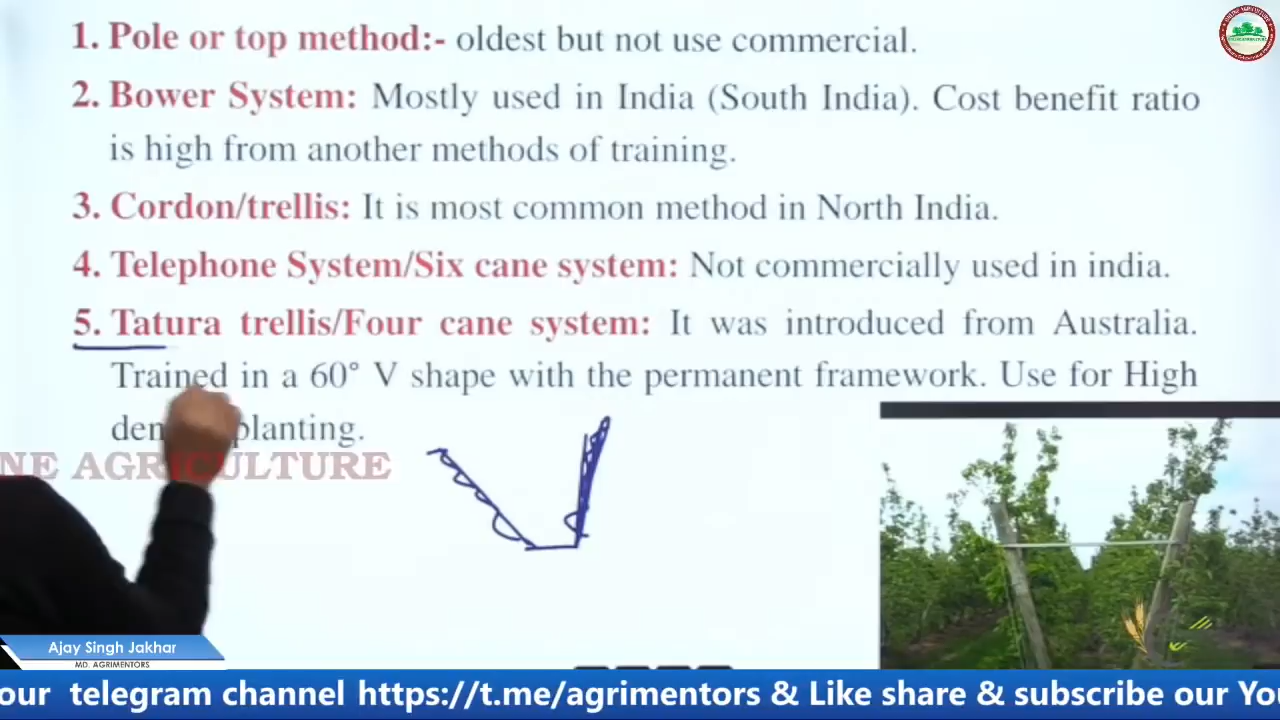 1. Pole or top method:- oldest but not use commercial.
2. Bower System: Mostly used in India (South India). Cost benefit ratio
is high from another methods of training.
3. Cordon/trellis: It is most common method in North India.
4. Telephone System/Six cane system: Not commercially used in india.
5. Tatura trellis/Four cane system: It was introduced from Australia.
Trained in a 60° V shape with the permanent framework. Use for High
planting.
NE AGRICULTURE
Ajay Singh Jakhar
MD. AGRIMENTORS
our telegram channel https://t.me/agrimentors & Like share & subscribe our You